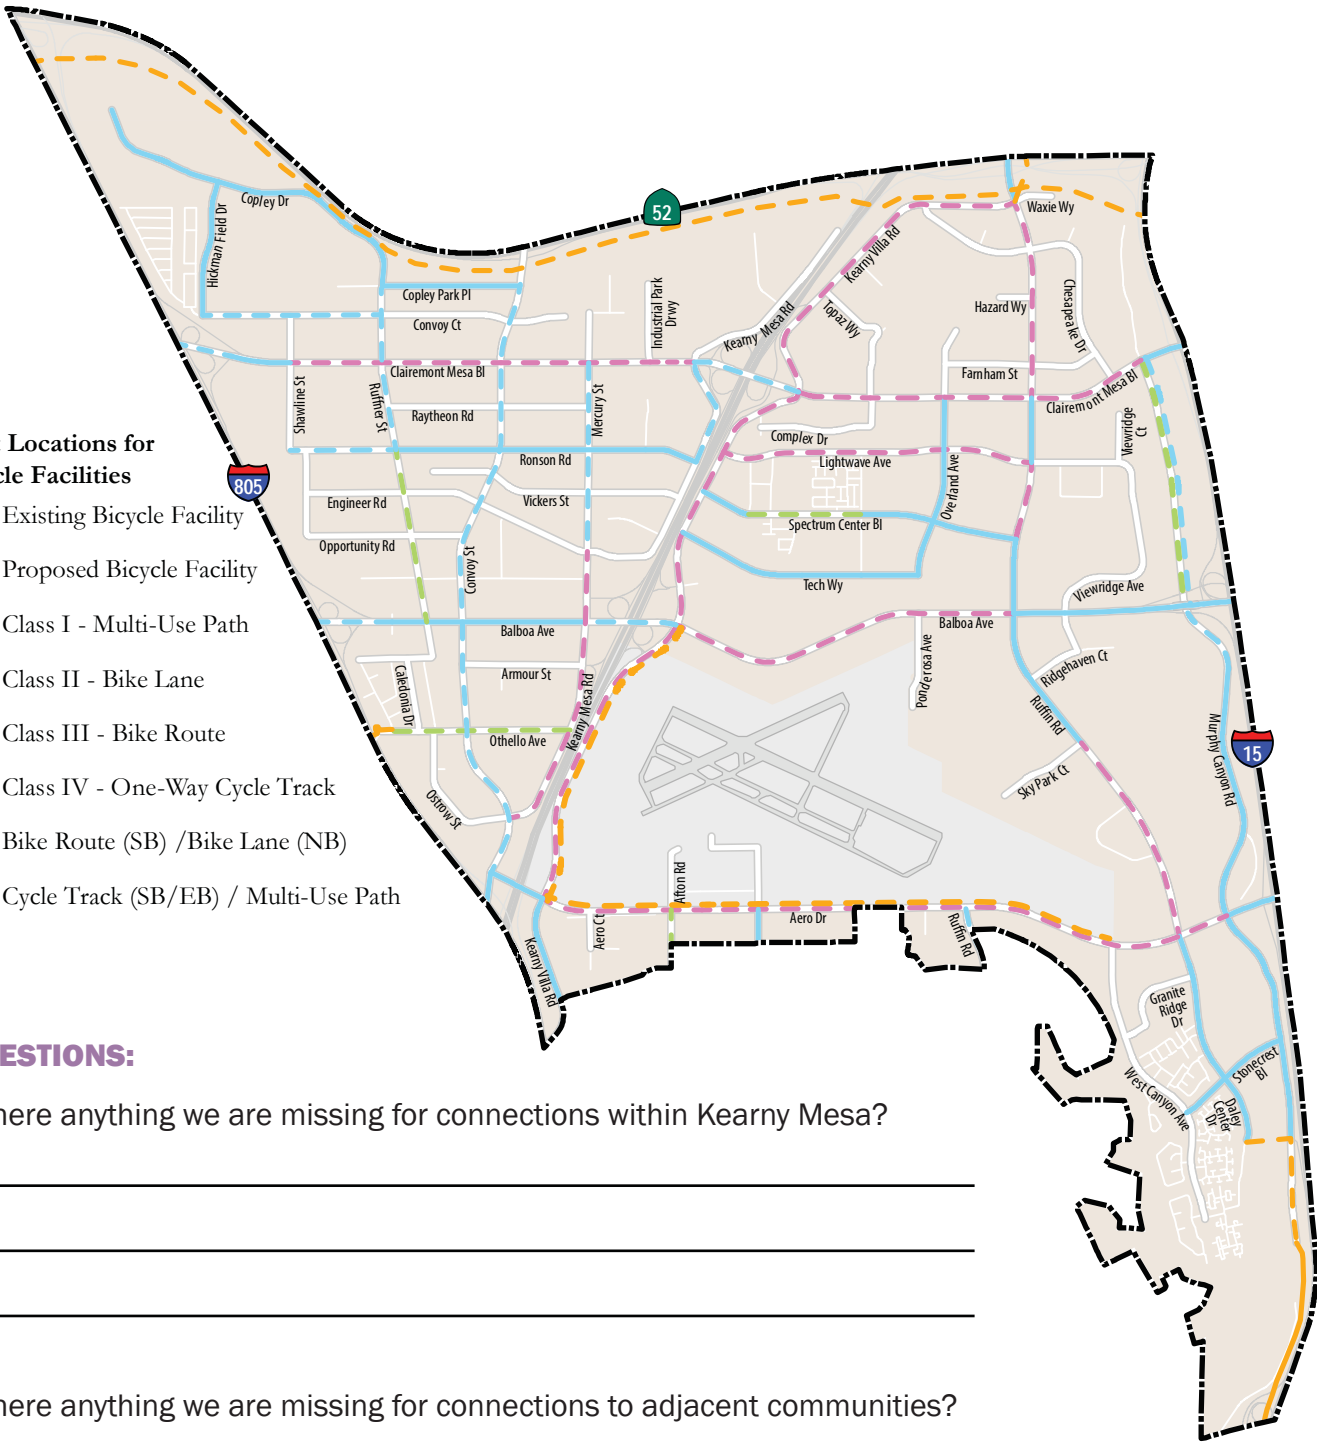 52
Waxie Wy
Copley Dr
Hickman Field Dr
Kearny Villa Rd
Copley Park Pl
Industrial Park
Drwy
Convoy Ct
Kearny Mesa Rd
Topaz Wy
Hazard Wy
Chesapeake Dr
Clairemont Mesa Bl
Farnham St
Clairemont Mesa Bl
Shawline St
Ruffner St
Mercury St
Raytheon Rd
Viewridge
Ct
Complex Dr
Lightwave Ave
Overland Ave
Ronson Rd
Locations for
cle Facilities
805
Existing Bicycle Facility
Proposed Bicycle Facility
Class I - Multi-Use Path
Class II - Bike Lane
Class III - Bike Route
Class IV - One-Way Cycle Track
Bike Route (SB) /Bike Lane (NB)
Cycle Track (SB/EB) / Multi-Use Path
Engineer Rd
Vickers St
Spectrum Center Bl
Opportunity Rd
Convoy St
Tech Wy
Viewridge Ave
Balboa Ave
Balboa Ave
Armour St
Ponderosa Ave
Ridgehaven Ct
Caledonia Dr
Kearny Mesa Rd
Ruffin Rd
Othello Ave
Murphy Canyon Rd
15
Sky Park Ct
Ostrow St
Afton Rd
Aero Ct
Aero Dr
Ruffin Rd
Kearny Villa Rd
Granite
Ridge
Dr
West Canyon Ave
Stonecrest
Bl
Daley
Center
Dr
ESTIONS:
here anything we are missing for connections within Kearny Mesa?
here anything we are missing for connections to adjacent communities?